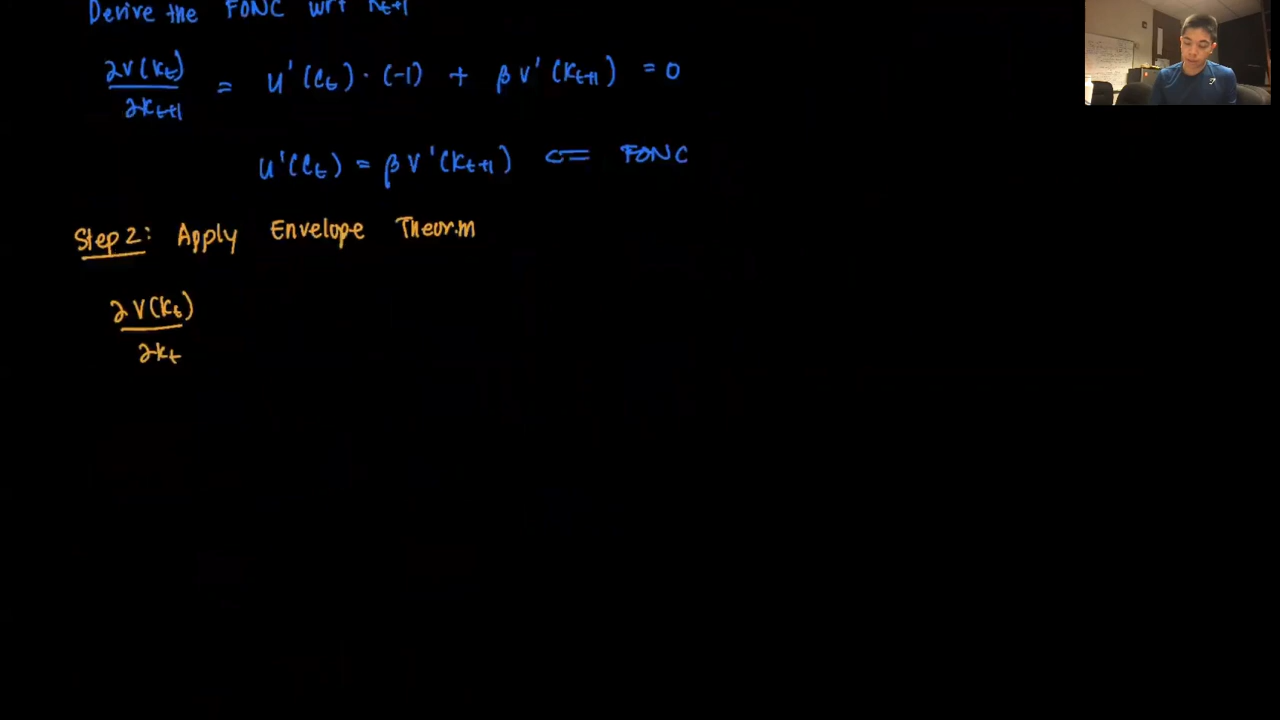 Derive the FONC wrt Kt+1
∂V(Kt)/∂Kt+1 = u'(Ct)·(-1) + βV'(Kt+1) = 0
u'(Ct) = βV'(Kt+1) <= FONC
Step 2: Apply Envelope Theorem
∂V(Kt)/∂Kt